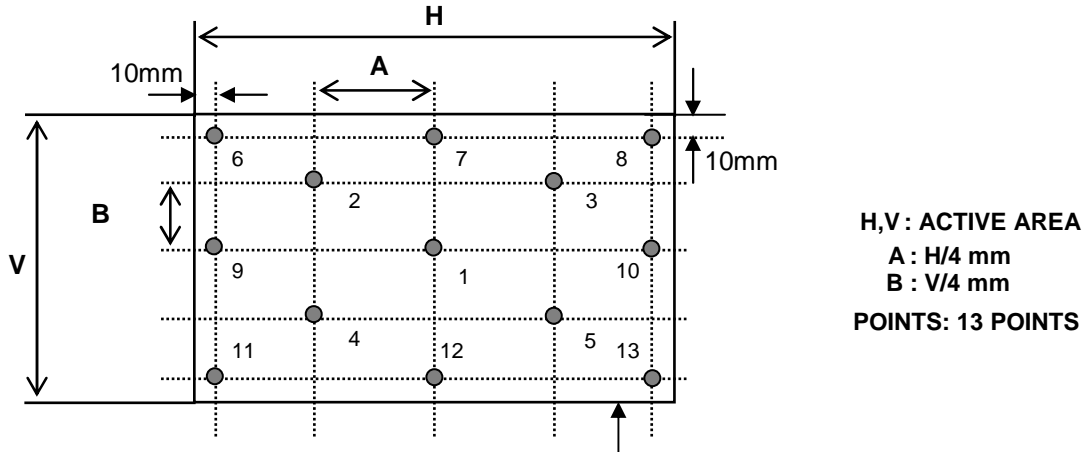 H
10mm
A
6
7
8
10mm
2
3
B
H,V : ACTIVE AREA
V
9
1
10
A : H/4 mm
B : V/4 mm
POINTS: 13 POINTS
4
5
11
12
13